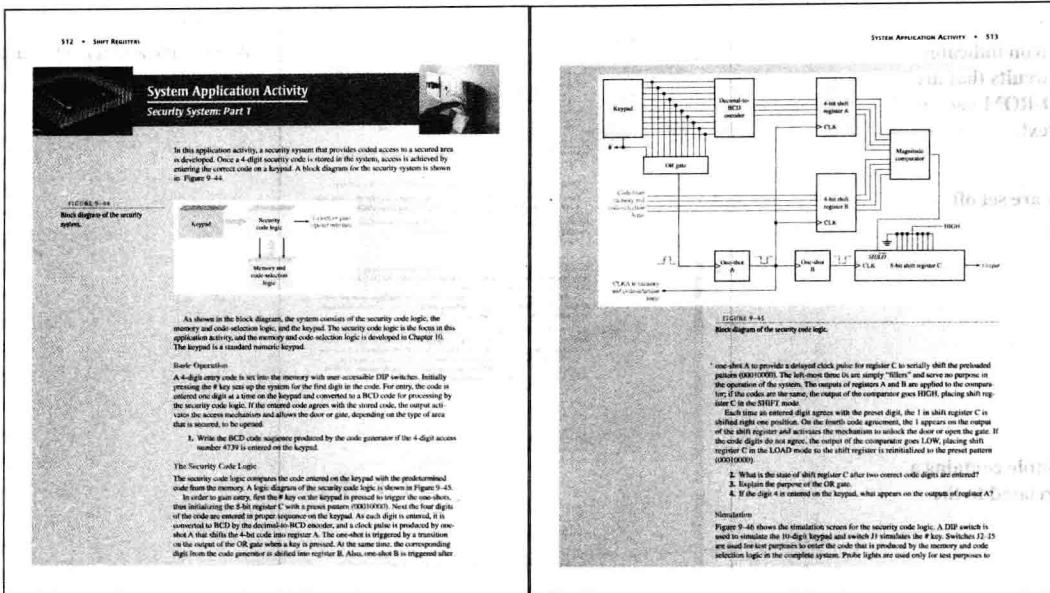 512 • SHIFT REGISTERS
System Application Activity
Security System: Part 1
In this application activity, a security system that provides coded access to a secured area
is developed. Once a 4-digit security code is stored in the system, access is achieved by
entering the correct code on a keypad. A block diagram for the security system is shown
in Figure 9–44.
FIGURE 9–44
Block diagram of the security
system.
Keypad
Security
code logic
Memory and
code-selection
logic
As shown in the block diagram, the system consists of the security code logic, the
memory and code-selection logic, and the keypad. The security code logic is the focus in this
application activity, and the memory and code-selection logic is developed in Chapter 10.
The keypad is a standard numeric keypad.
Basic Operation
A 4-digit entry code is set into the memory with user-accessible DIP switches. Initially
pressing the # key sets up the system for the first digit in the code. For entry, the code is
entered one digit at a time on the keypad and converted to a BCD code for processing by
the security code logic. If the entered code agrees with the stored code, the output acti-
vates the access mechanism and allows the door or gate, depending on the type of area
that is secured, to be opened.
1. Write the BCD code sequence produced by the code generator if the 4-digit access
number 4739 is entered on the keypad.
The Security Code Logic
The security code logic compares the code entered on the keypad with the predetermined
code from the memory. A logic diagram of the security code logic is shown in Figure 9–45.
In order to gain entry, first the # key on the keypad is pressed to trigger the one-shots,
thus initializing the 8-bit register C with a preset pattern (00010000). Next the four digits
of the code are entered in proper sequence on the keypad. As each digit is entered, it is
converted to BCD by the decimal-to-BCD encoder, and a clock pulse is produced by one-
shot A that shifts the 4-bit code into register A. The one-shot is triggered by a transition
on the output of the OR gate when a key is pressed. At the same time, the corresponding
digit from the code generator is shifted into register B. Also, one-shot B is triggered after
SYSTEM APPLICATION ACTIVITY • 513
Keypad
#
Decimal-to-
BCD
encoder
4-bit shift
register A
CLK
OR gate
Magnitude
comparator
Code from
memory and
code-selection
logic
4-bit shift
register B
CLK
HIGH
One-shot
A
One-shot
B
SH/LD
CLK 8-bit shift register C
Output
CLKA to memory
and code-selection
logic
FIGURE 9–45
Block diagram of the security code logic.
one-shot A to provide a delayed clock pulse for register C to serially shift the preloaded
pattern (00010000). The left-most three 0s are simply "fillers" and serve no purpose in
the operation of the system. The outputs of registers A and B are applied to the compara-
tor; if the codes are the same, the output of the comparator goes HIGH, placing shift reg-
ister C in the SHIFT mode.
Each time an entered digit agrees with the preset digit, the 1 in shift register C is
shifted right one position. On the fourth code agreement, the 1 appears on the output
of the shift register and activates the mechanism to unlock the door or open the gate. If
the code digits do not agree, the output of the comparator goes LOW, placing shift
register C in the LOAD mode so the shift register is reinitialized to the preset pattern
(00010000).
2. What is the state of shift register C after two correct code digits are entered?
3. Explain the purpose of the OR gate.
4. If the digit 4 is entered on the keypad, what appears on the outputs of register A?
Simulation
Figure 9–46 shows the simulation screen for the security code logic. A DIP switch is
used to simulate the 10-digit keypad and switch J1 simulates the # key. Switches J2–J5
are used for test purposes to enter the code that is produced by the memory and code
selection logic in the complete system. Probe lights are used only for test purposes to